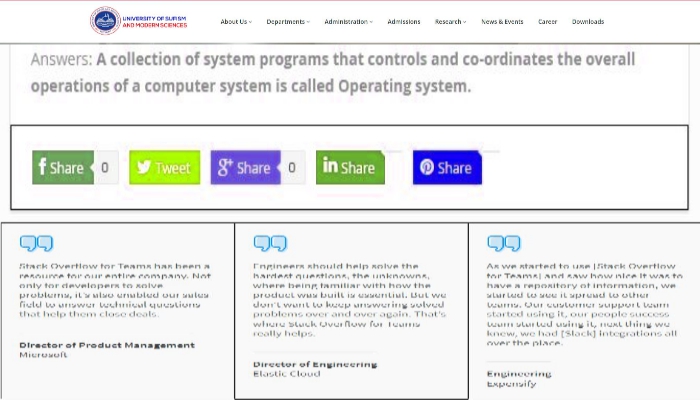 UNIVERSITY OF SUFISM
AND MODERN SCIENCES
About Us Departments Administration Admissions Research News & Events Career Downloads
Answers: A collection of system programs that controls and co-ordinates the overall
operations of a computer system is called Operating system.
f Share 0 Tweet g+ Share 0 in Share Share
Stack Overflow for Teams has been a
resource for our entire company. Not
only for developers to solve
problems, it's also enabled our sales
field to answer technical questions
that help them close deals.
Director of Product Management
Microsoft
Engineers should help solve the
hardest questions, the unknowns,
where being familiar with how the
product was built is essential. But we
don't want to keep answering solved
problems over and over again. That's
where Stack Overflow for Teams
really helps.
Director of Engineering
Elastic Cloud
As we started to use [Stack Overflow
for Teams] and saw how nice it was to
have a repository of information, we
started to see it spread to other
teams. Our customer support team
started using it, our people success
team started using it, next thing we
knew, we had [Slack] integrations all
over the place.
Engineering
Expensify